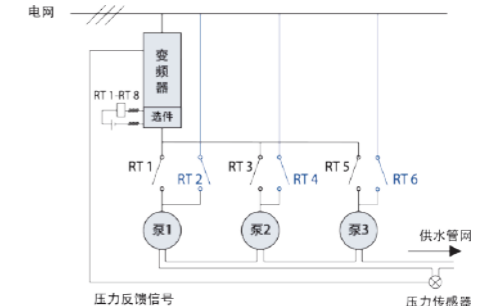 电网
变
频
器
RT 1-RT 8
选件
RT 1
RT 2
RT 3
RT 4
RT 5
RT 6
泵1
泵2
泵3
供水管网
压力反馈信号
压力传感器